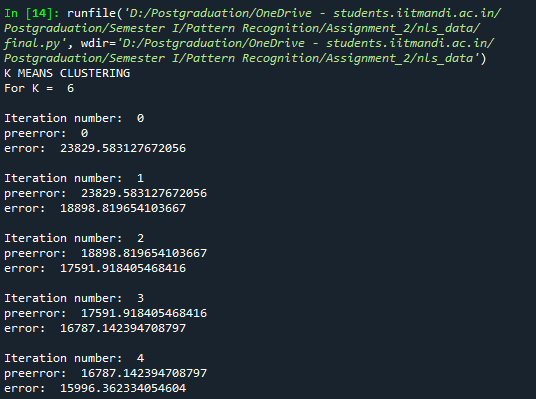 In [14]: runfile('D:/Postgraduation/OneDrive - students.iitmandi.ac.in/
Postgraduation/Semester I/Pattern Recognition/Assignment_2/nls_data/
final.py', wdir='D:/Postgraduation/OneDrive - students.iitmandi.ac.in/
Postgraduation/Semester I/Pattern Recognition/Assignment_2/nls_data')
K MEANS CLUSTERING
For K =  6
Iteration number:  0
preerror:  0
error:  23829.583127672056
Iteration number:  1
preerror:  23829.583127672056
error:  18898.819654103667
Iteration number:  2
preerror:  18898.819654103667
error:  17591.918405468416
Iteration number:  3
preerror:  17591.918405468416
error:  16787.142394708797
Iteration number:  4
preerror:  16787.142394708797
error:  15996.362334054604